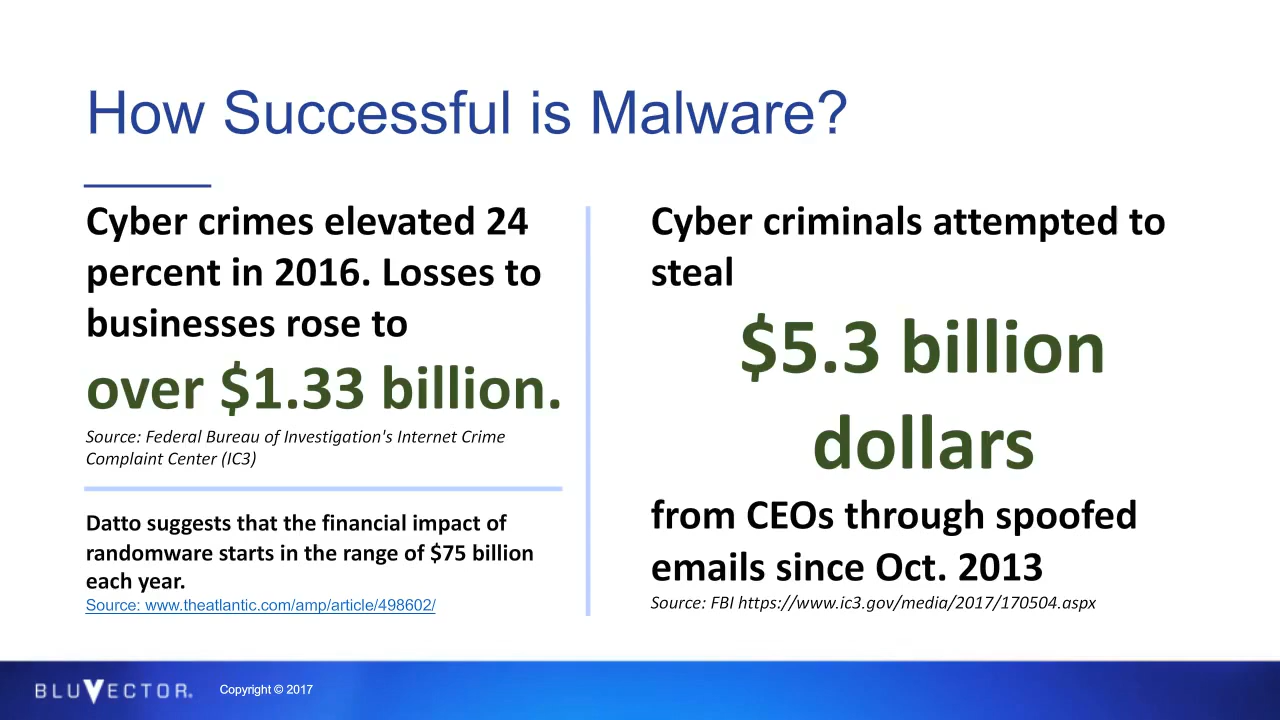 How Successful is Malware?
Cyber crimes elevated 24
percent in 2016. Losses to
businesses rose to
over $1.33 billion.
Source: Federal Bureau of Investigation's Internet Crime
Complaint Center (IC3)
Datto suggests that the financial impact of
randomware starts in the range of $75 billion
each year.
Source: www.theatlantic.com/amp/article/498602/
Cyber criminals attempted to
steal
$5.3 billion
dollars
from CEOs through spoofed
emails since Oct. 2013
Source: FBI https://www.ic3.gov/media/2017/170504.aspx
BLUVECTOR®
Copyright © 2017